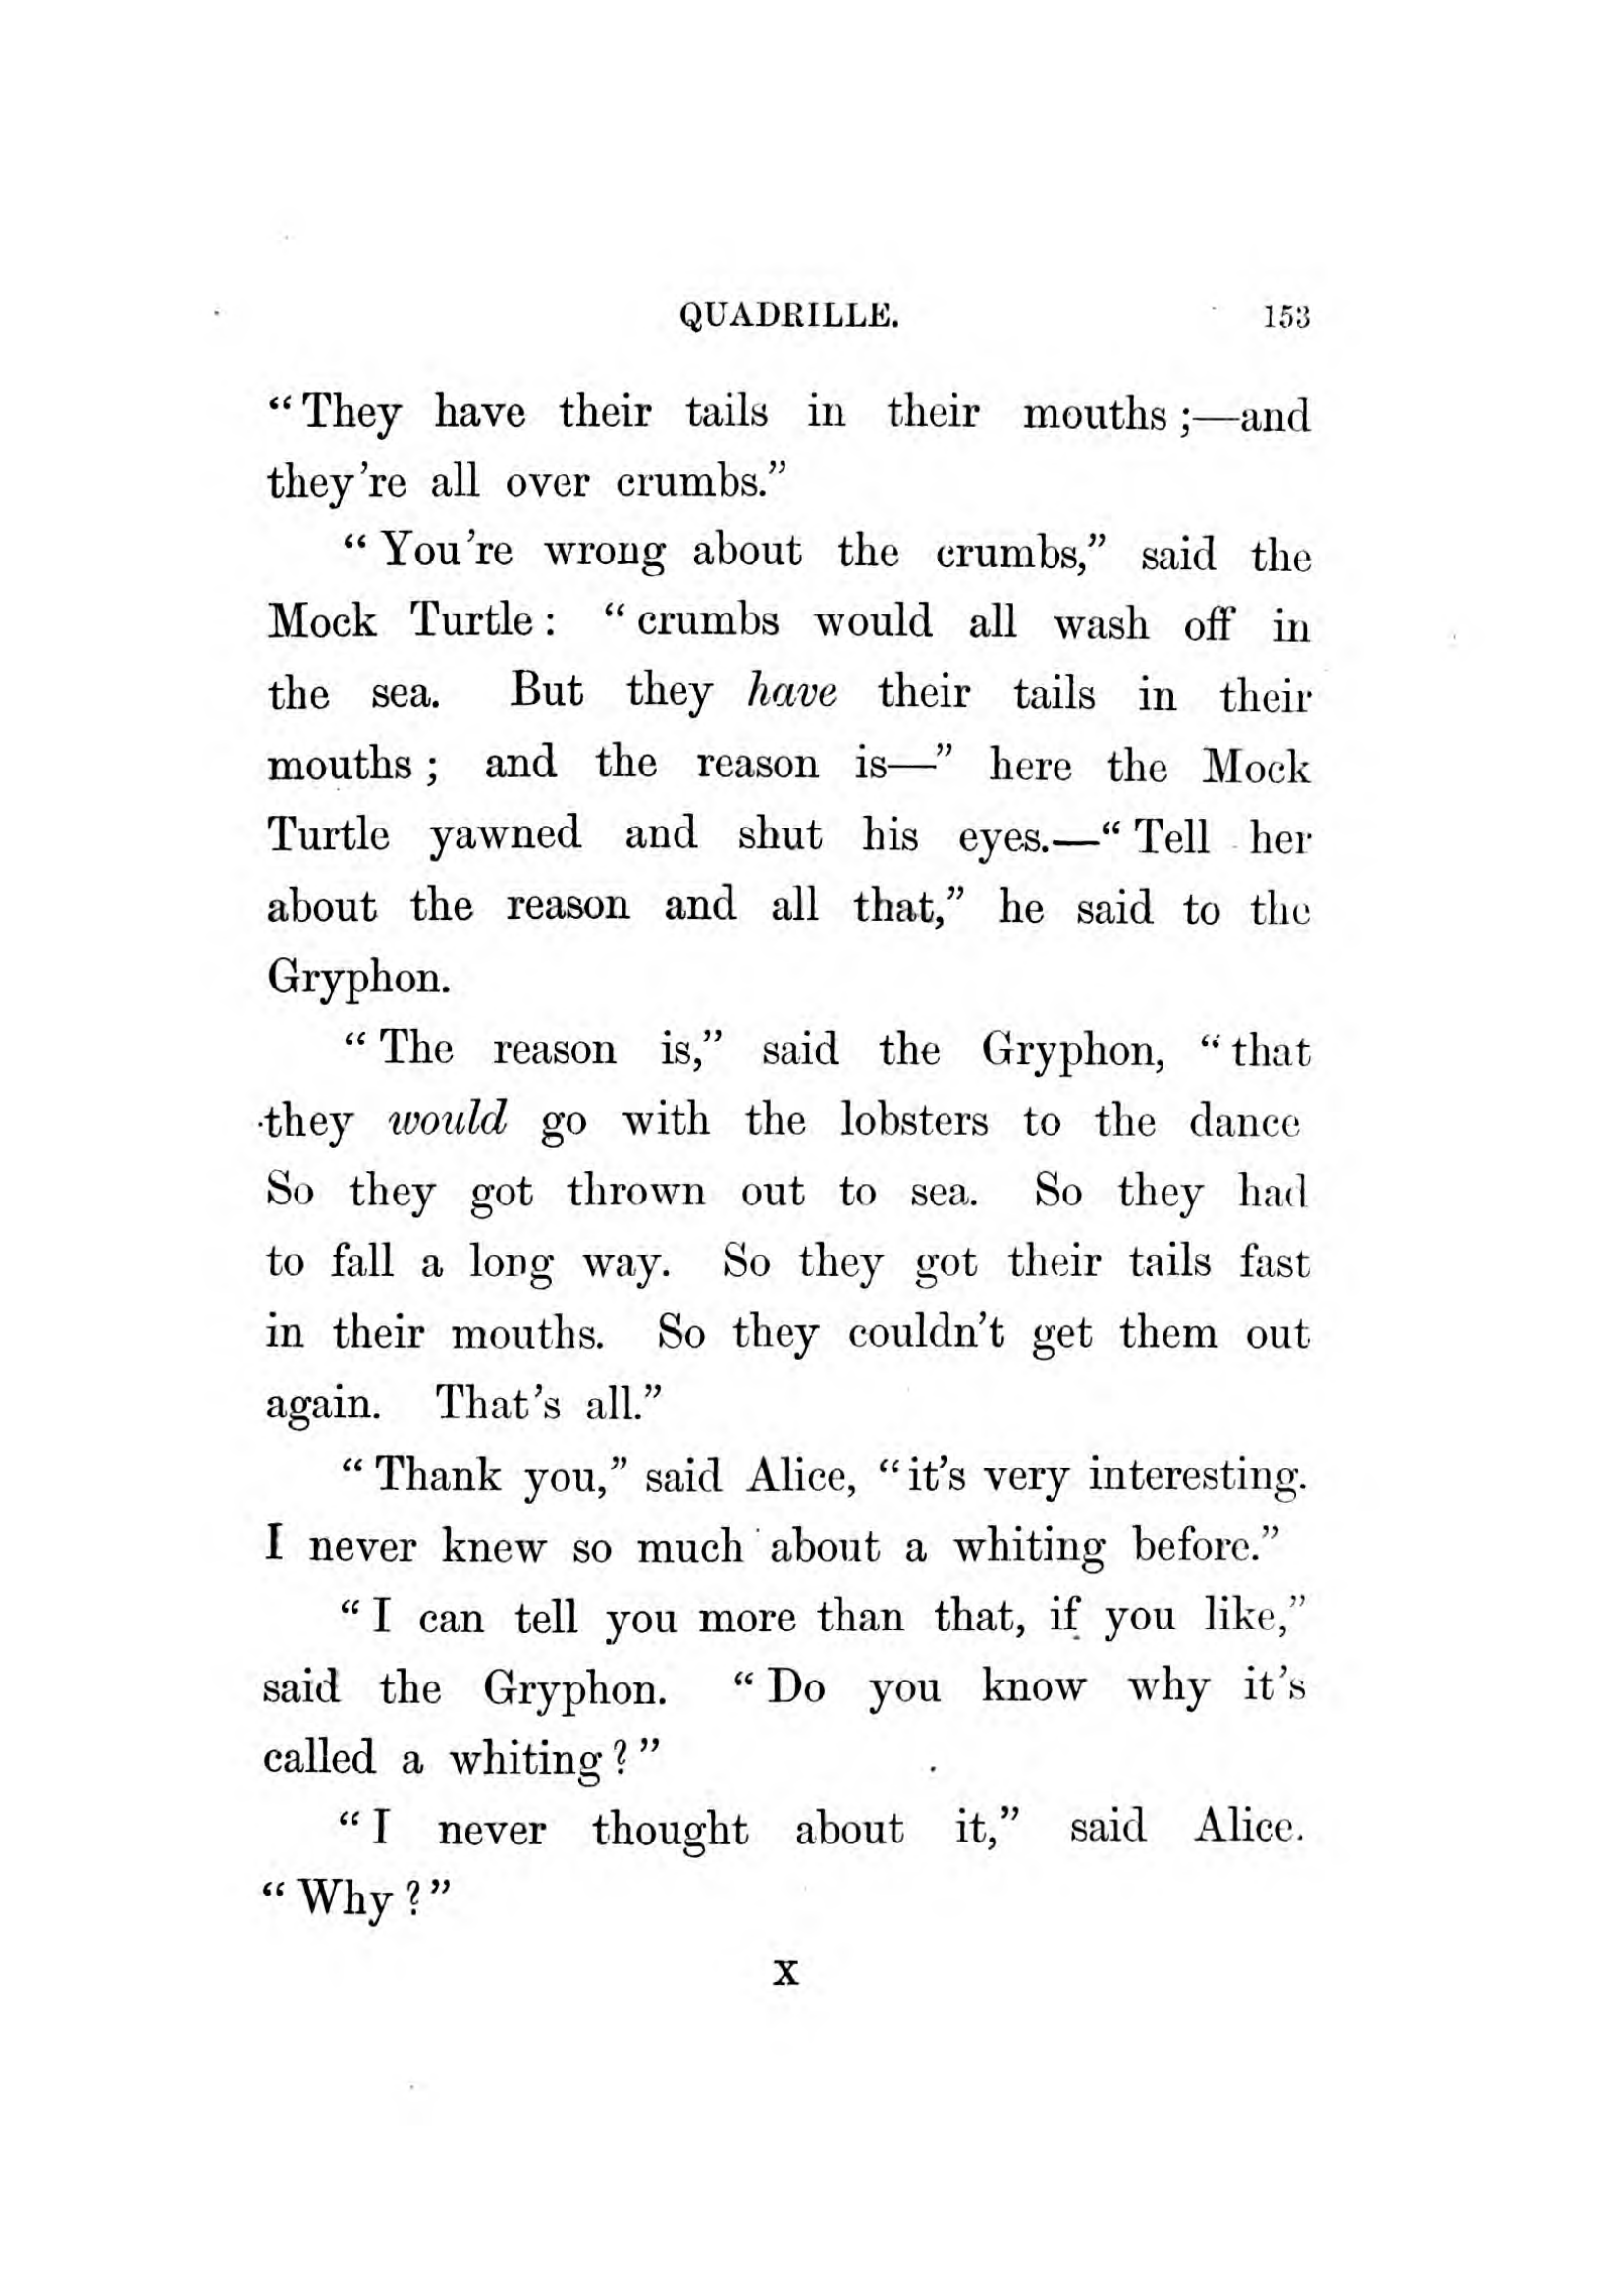 QUADRILLE. 153
“They have their tails in their mouths;—and
they're all over crumbs.”
“You're wrong about the crumbs,” said the
Mock Turtle: “crumbs would all wash off in
the sea. But they have their tails in their
mouths; and the reason is—” here the Mock
Turtle yawned and shut his eyes.—“Tell her
about the reason and all that,” he said to the
Gryphon.
“The reason is,” said the Gryphon, “that
they would go with the lobsters to the dance
So they got thrown out to sea. So they had
to fall a long way. So they got their tails fast
in their mouths. So they couldn't get them out
again. That's all.”
“Thank you,” said Alice, “it's very interesting.
I never knew so much about a whiting before.”
“I can tell you more than that, if you like,”
said the Gryphon. “Do you know why it's
called a whiting?”
“I never thought about it,” said Alice.
“Why?”
X